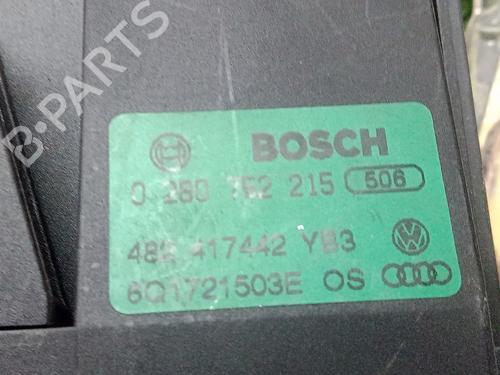 B-PARTS
BOSCH
0 280 752 215 506
482 417442 YB3
6Q1721503E OS